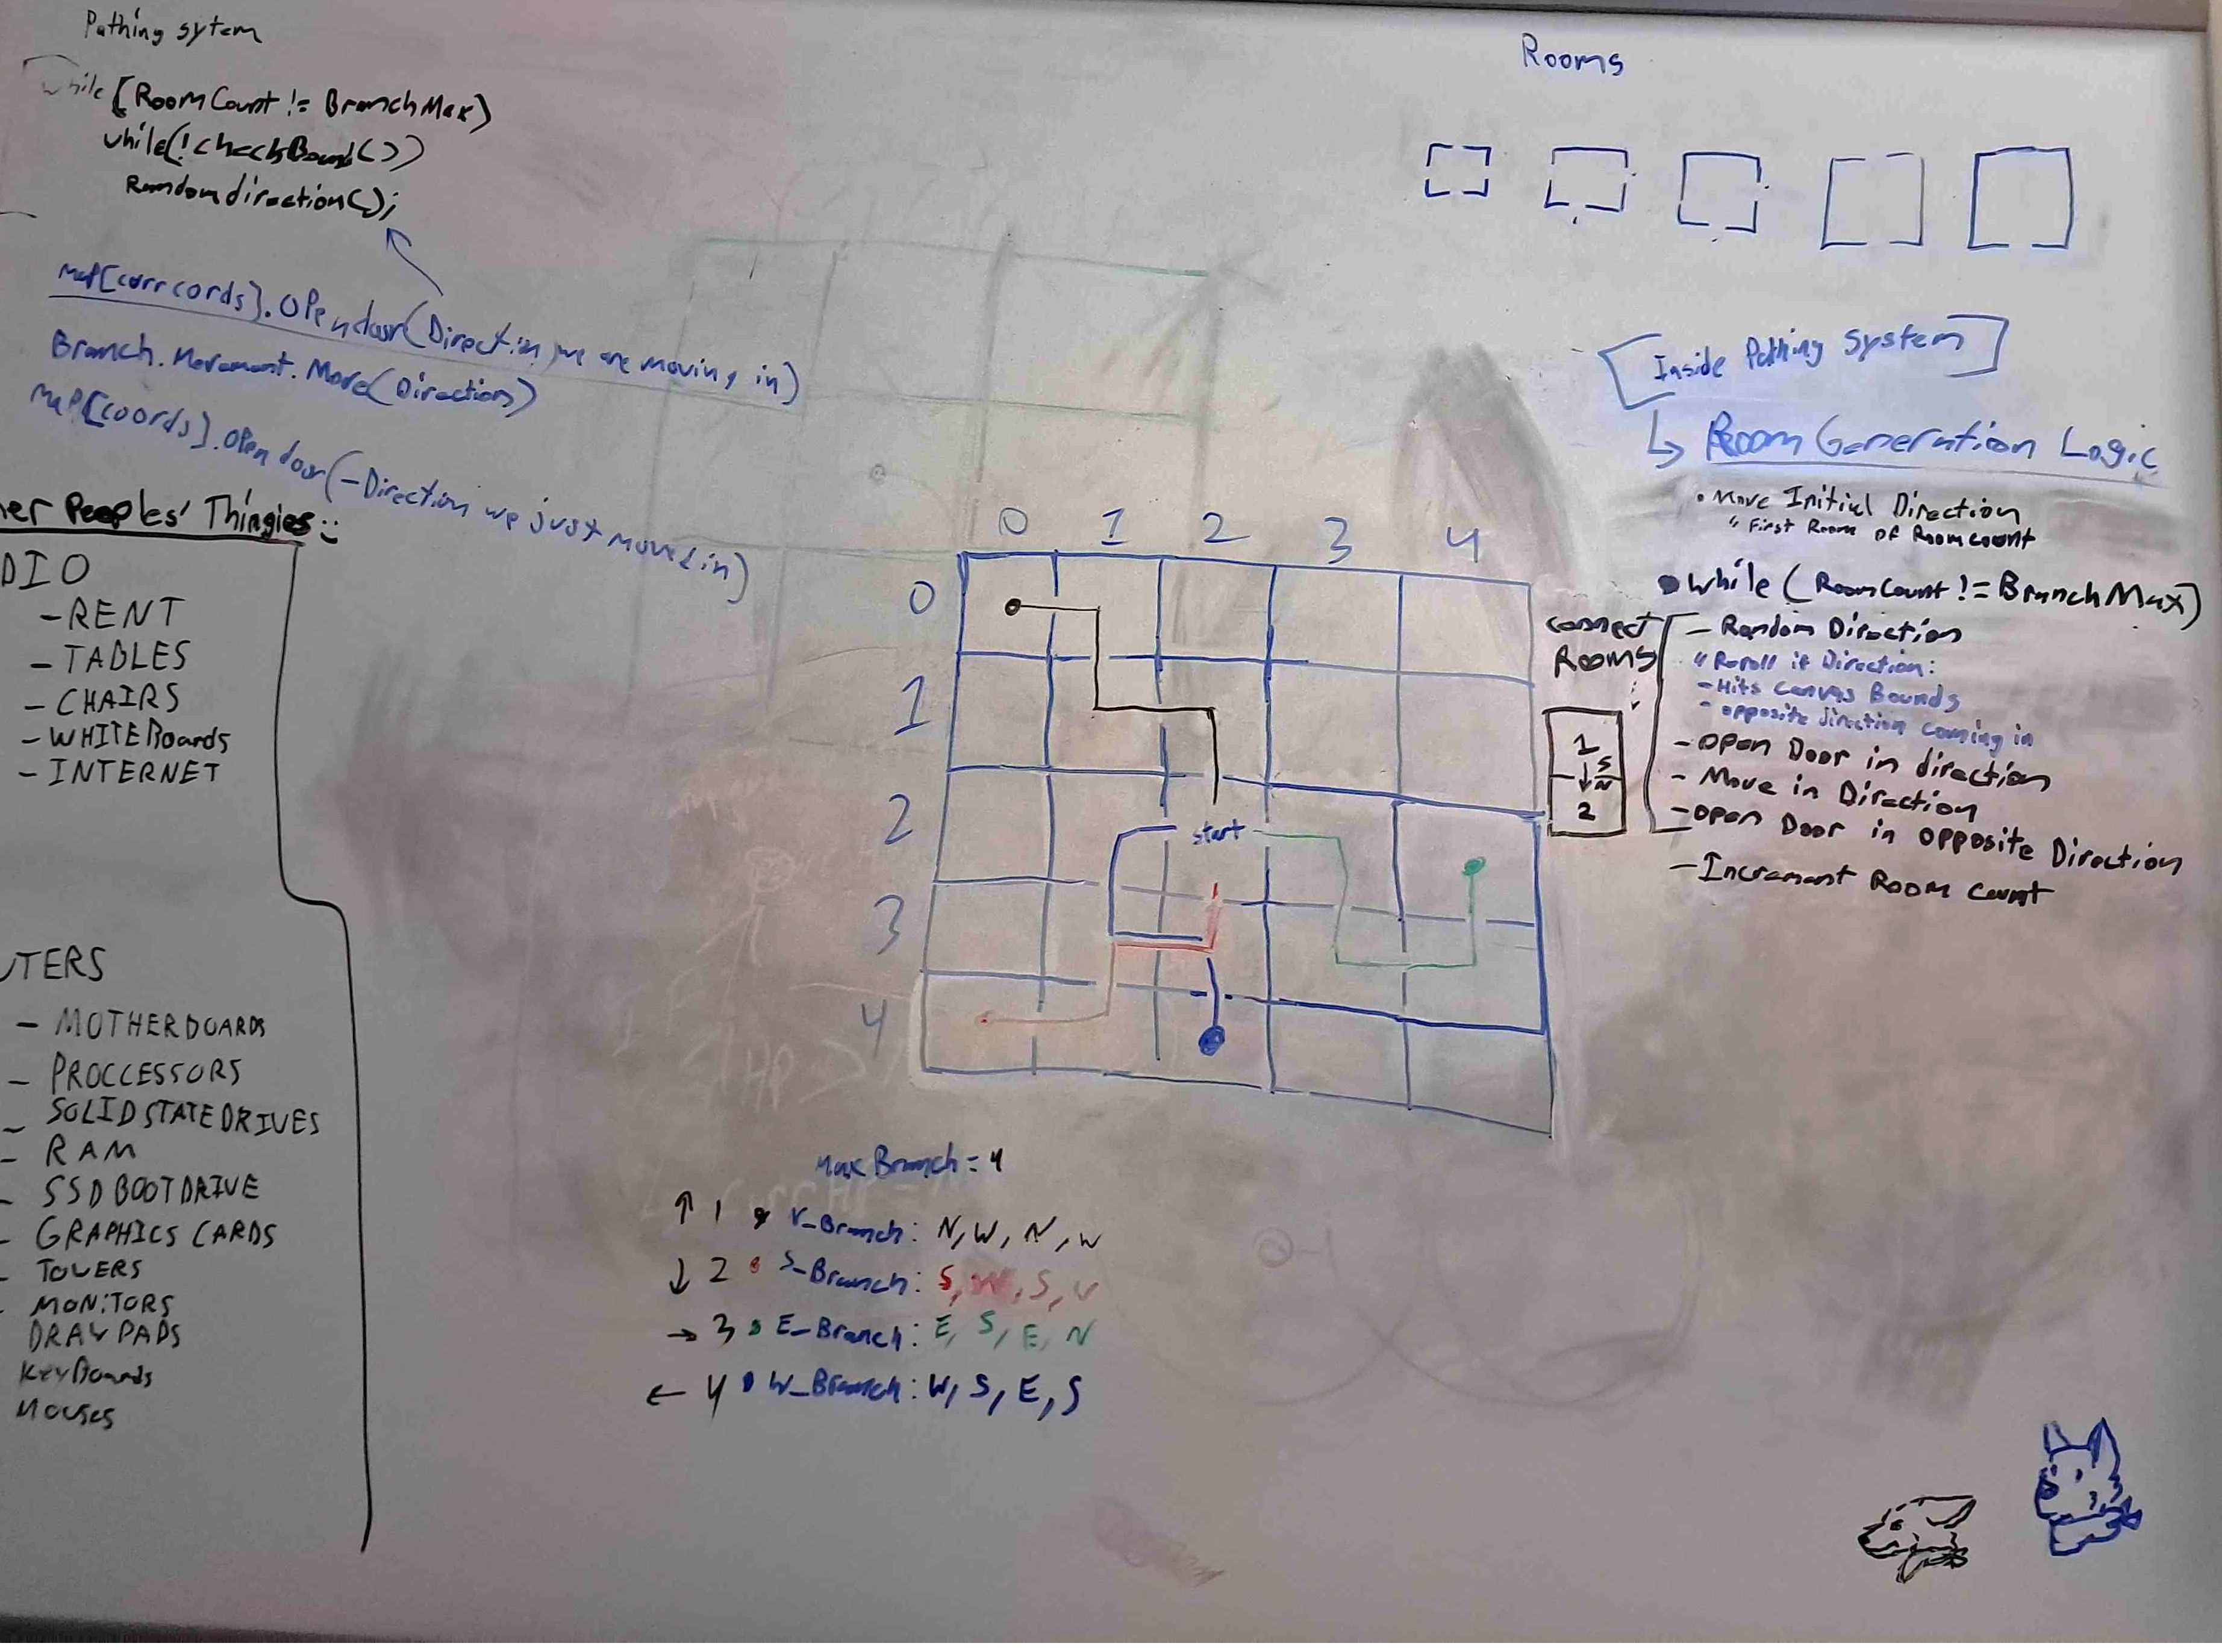 Pathing sytem
while [RoomCount != BranchMax)
while(!checkBound())
Randomdirection();
map[currcords].Opendoor(Direction we are moving in)
Branch.Movement.Move(Direction)
map[coords].Opendoor(-Direction we just moved in)
er Peoples' Thingies:
DIO
-RENT
- TABLES
- CHAIRS
- WHITEBoards
- INTERNET
UTERS
- MOTHERBOARDS
- PROCCESSORS
- SOLID STATE DRIVES
- RAM
- SSD BOOT DRIVE
- GRAPHICS CARDS
- TOWERS
- MONITORS
DRAW PADS
KeyBoards
Mouses
0 1 2 3 4
0
1
2
start
3
4
Max Branch = 4
↑ 1 • N_Branch: N, W, N, W
↓ 2 • S_Branch: S, W, S, W
→ 3 • E_Branch: E, S, E, N
← 4 • W_Branch: W, S, E, S
Rooms
[Inside Pathing System]
↳ Room Generation Logic
• Move Initial Direction
" First Room of Roomcount
• While (RoomCount != BranchMax)
connect Rooms
- Random Direction
" Reroll if Direction:
- Hits Canvas Bounds
- opposite direction coming in
- Open Door in direction
- Move in Direction
- open Door in opposite Direction
- Increment Room Count
1
↓ S
N
2